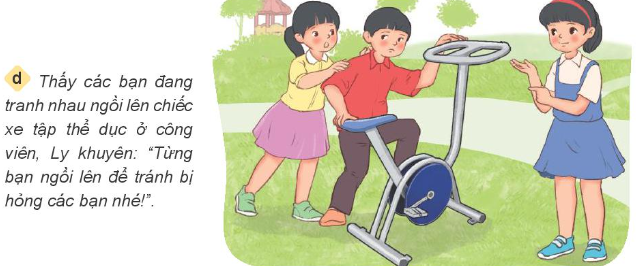 d Thấy các bạn đang
tranh nhau ngồi lên chiếc
xe tập thể dục ở công
viên, Ly khuyên: “Từng
bạn ngồi lên để tránh bị
hỏng các bạn nhé!”.